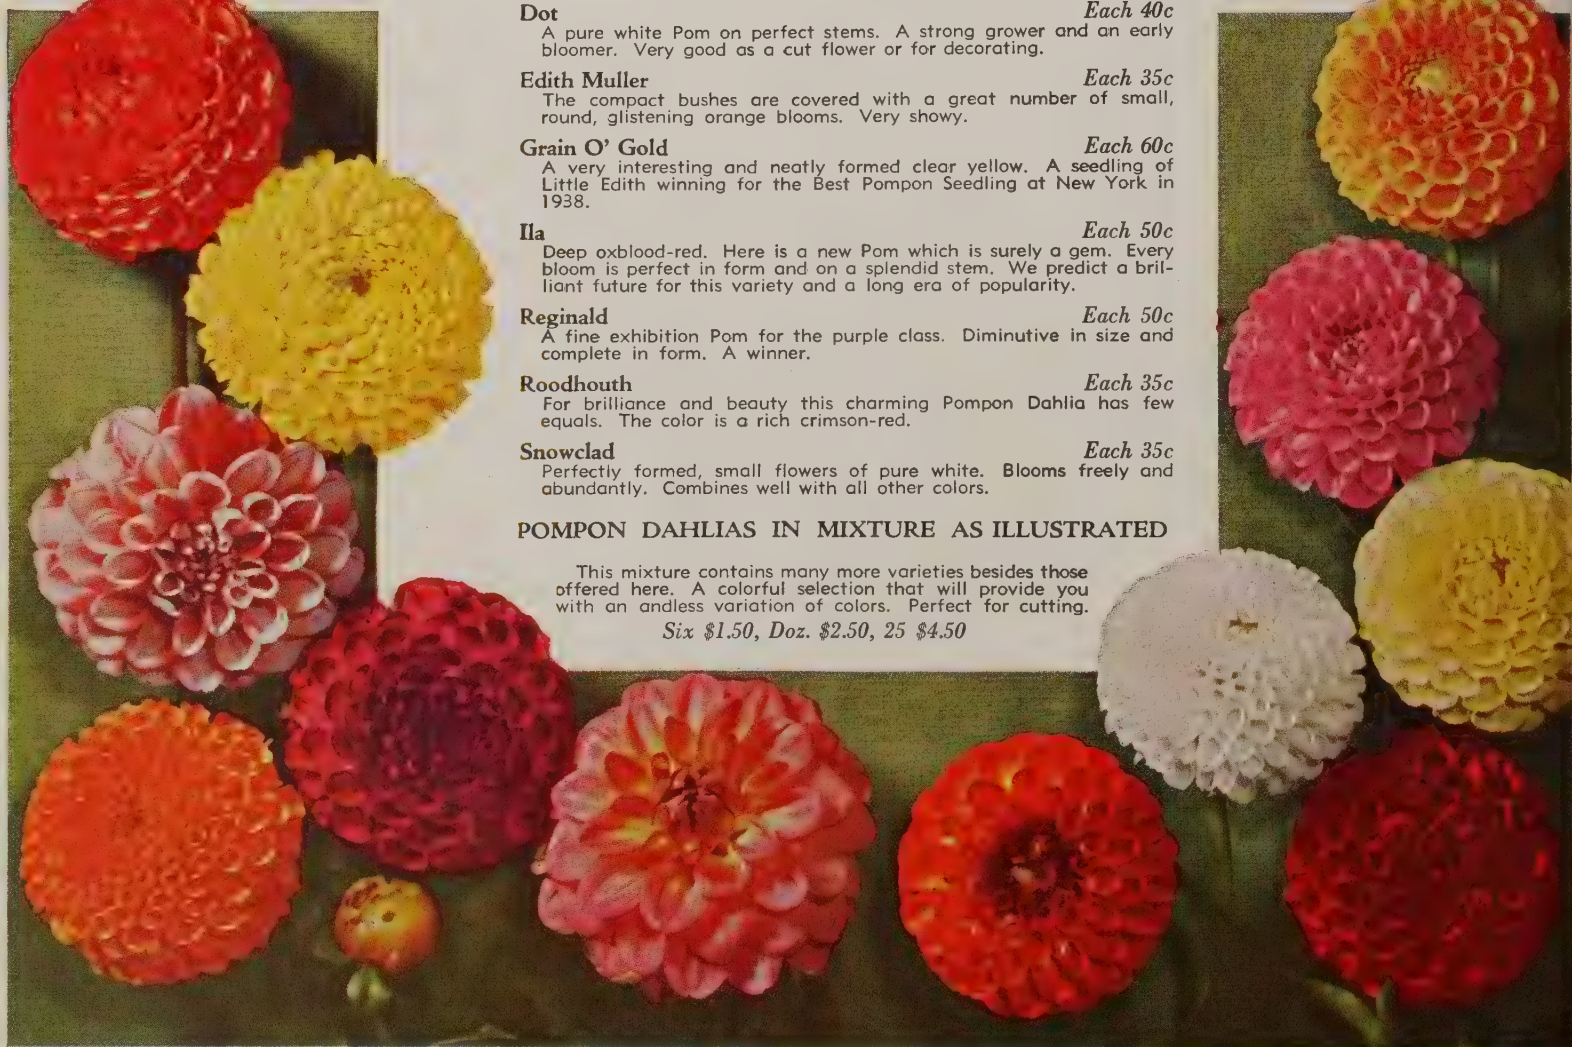 Dot Each 40c
A pure white Pom on perfect stems. A strong grower and an early
bloomer. Very good as a cut flower or for decorating.
Edith Muller Each 35c
The compact bushes are covered with a great number of small,
round, glistening orange blooms. Very showy.
Grain O' Gold Each 60c
A very interesting and neatly formed clear yellow. A seedling of
Little Edith winning for the Best Pompon Seedling at New York in
1938.
Ila Each 50c
Deep oxblood-red. Here is a new Pom which is surely a gem. Every
bloom is perfect in form and on a splendid stem. We predict a bril-
liant future for this variety and a long era of popularity.
Reginald Each 50c
A fine exhibition Pom for the purple class. Diminutive in size and
complete in form. A winner.
Roodhouth Each 35c
For brilliance and beauty this charming Pompon Dahlia has few
equals. The color is a rich crimson-red.
Snowclad Each 35c
Perfectly formed, small flowers of pure white. Blooms freely and
abundantly. Combines well with all other colors.
POMPON DAHLIAS IN MIXTURE AS ILLUSTRATED
This mixture contains many more varieties besides those
offered here. A colorful selection that will provide you
with an andless variation of colors. Perfect for cutting.
Six $1.50, Doz. $2.50, 25 $4.50